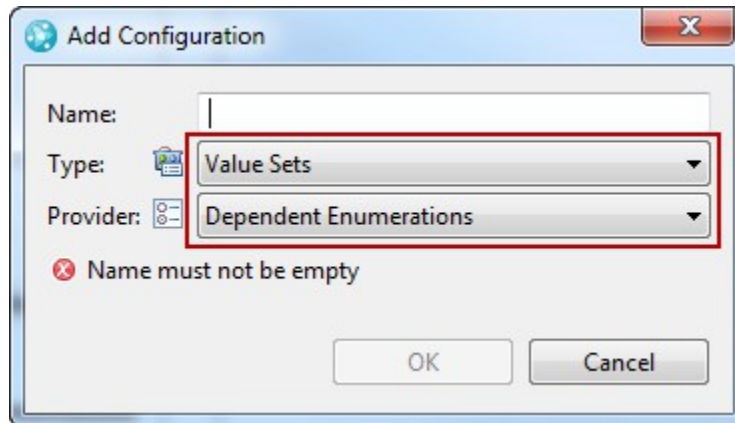 Add Configuration
Name:
Type: Value Sets
Provider: Dependent Enumerations
Name must not be empty
OK Cancel